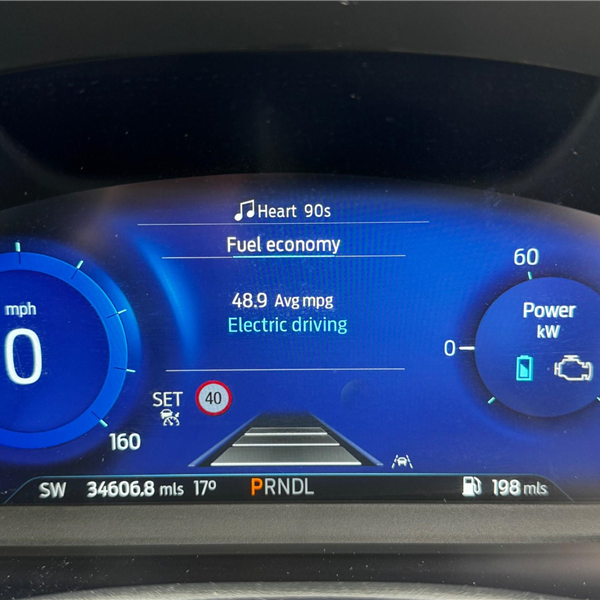 Heart 90s
Fuel economy
60
mph
48.9 Avg mpg
Power
kW
Electric driving
0
0
SET
40
160
SW 34606.8 mls 17° PRNDL 198 mls